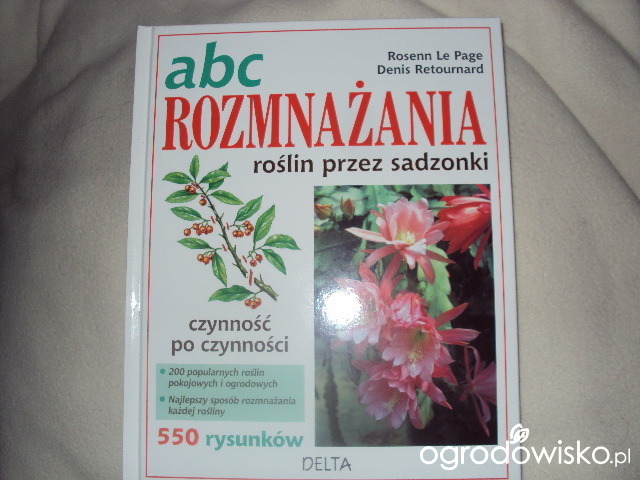 Rosenn Le Page
Denis Retournard
abc
ROZMNAŻANIA
roślin przez sadzonki
czynność
po czynności
200 popularnych roślin
pokojowych i ogrodowych
Najlepszy sposób rozmnażania
każdej rośliny
550 rysunków
DELTA
ogrodowisko.pl